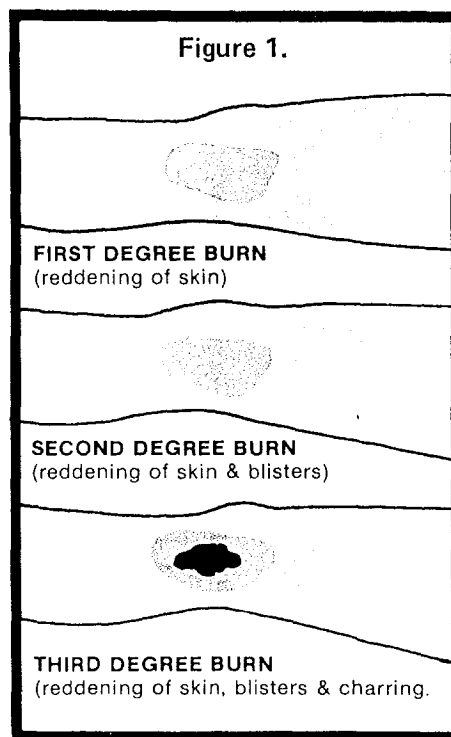 Figure 1.
FIRST DEGREE BURN
(reddening of skin)
SECOND DEGREE BURN
(reddening of skin & blisters)
THIRD DEGREE BURN
(reddening of skin, blisters & charring.